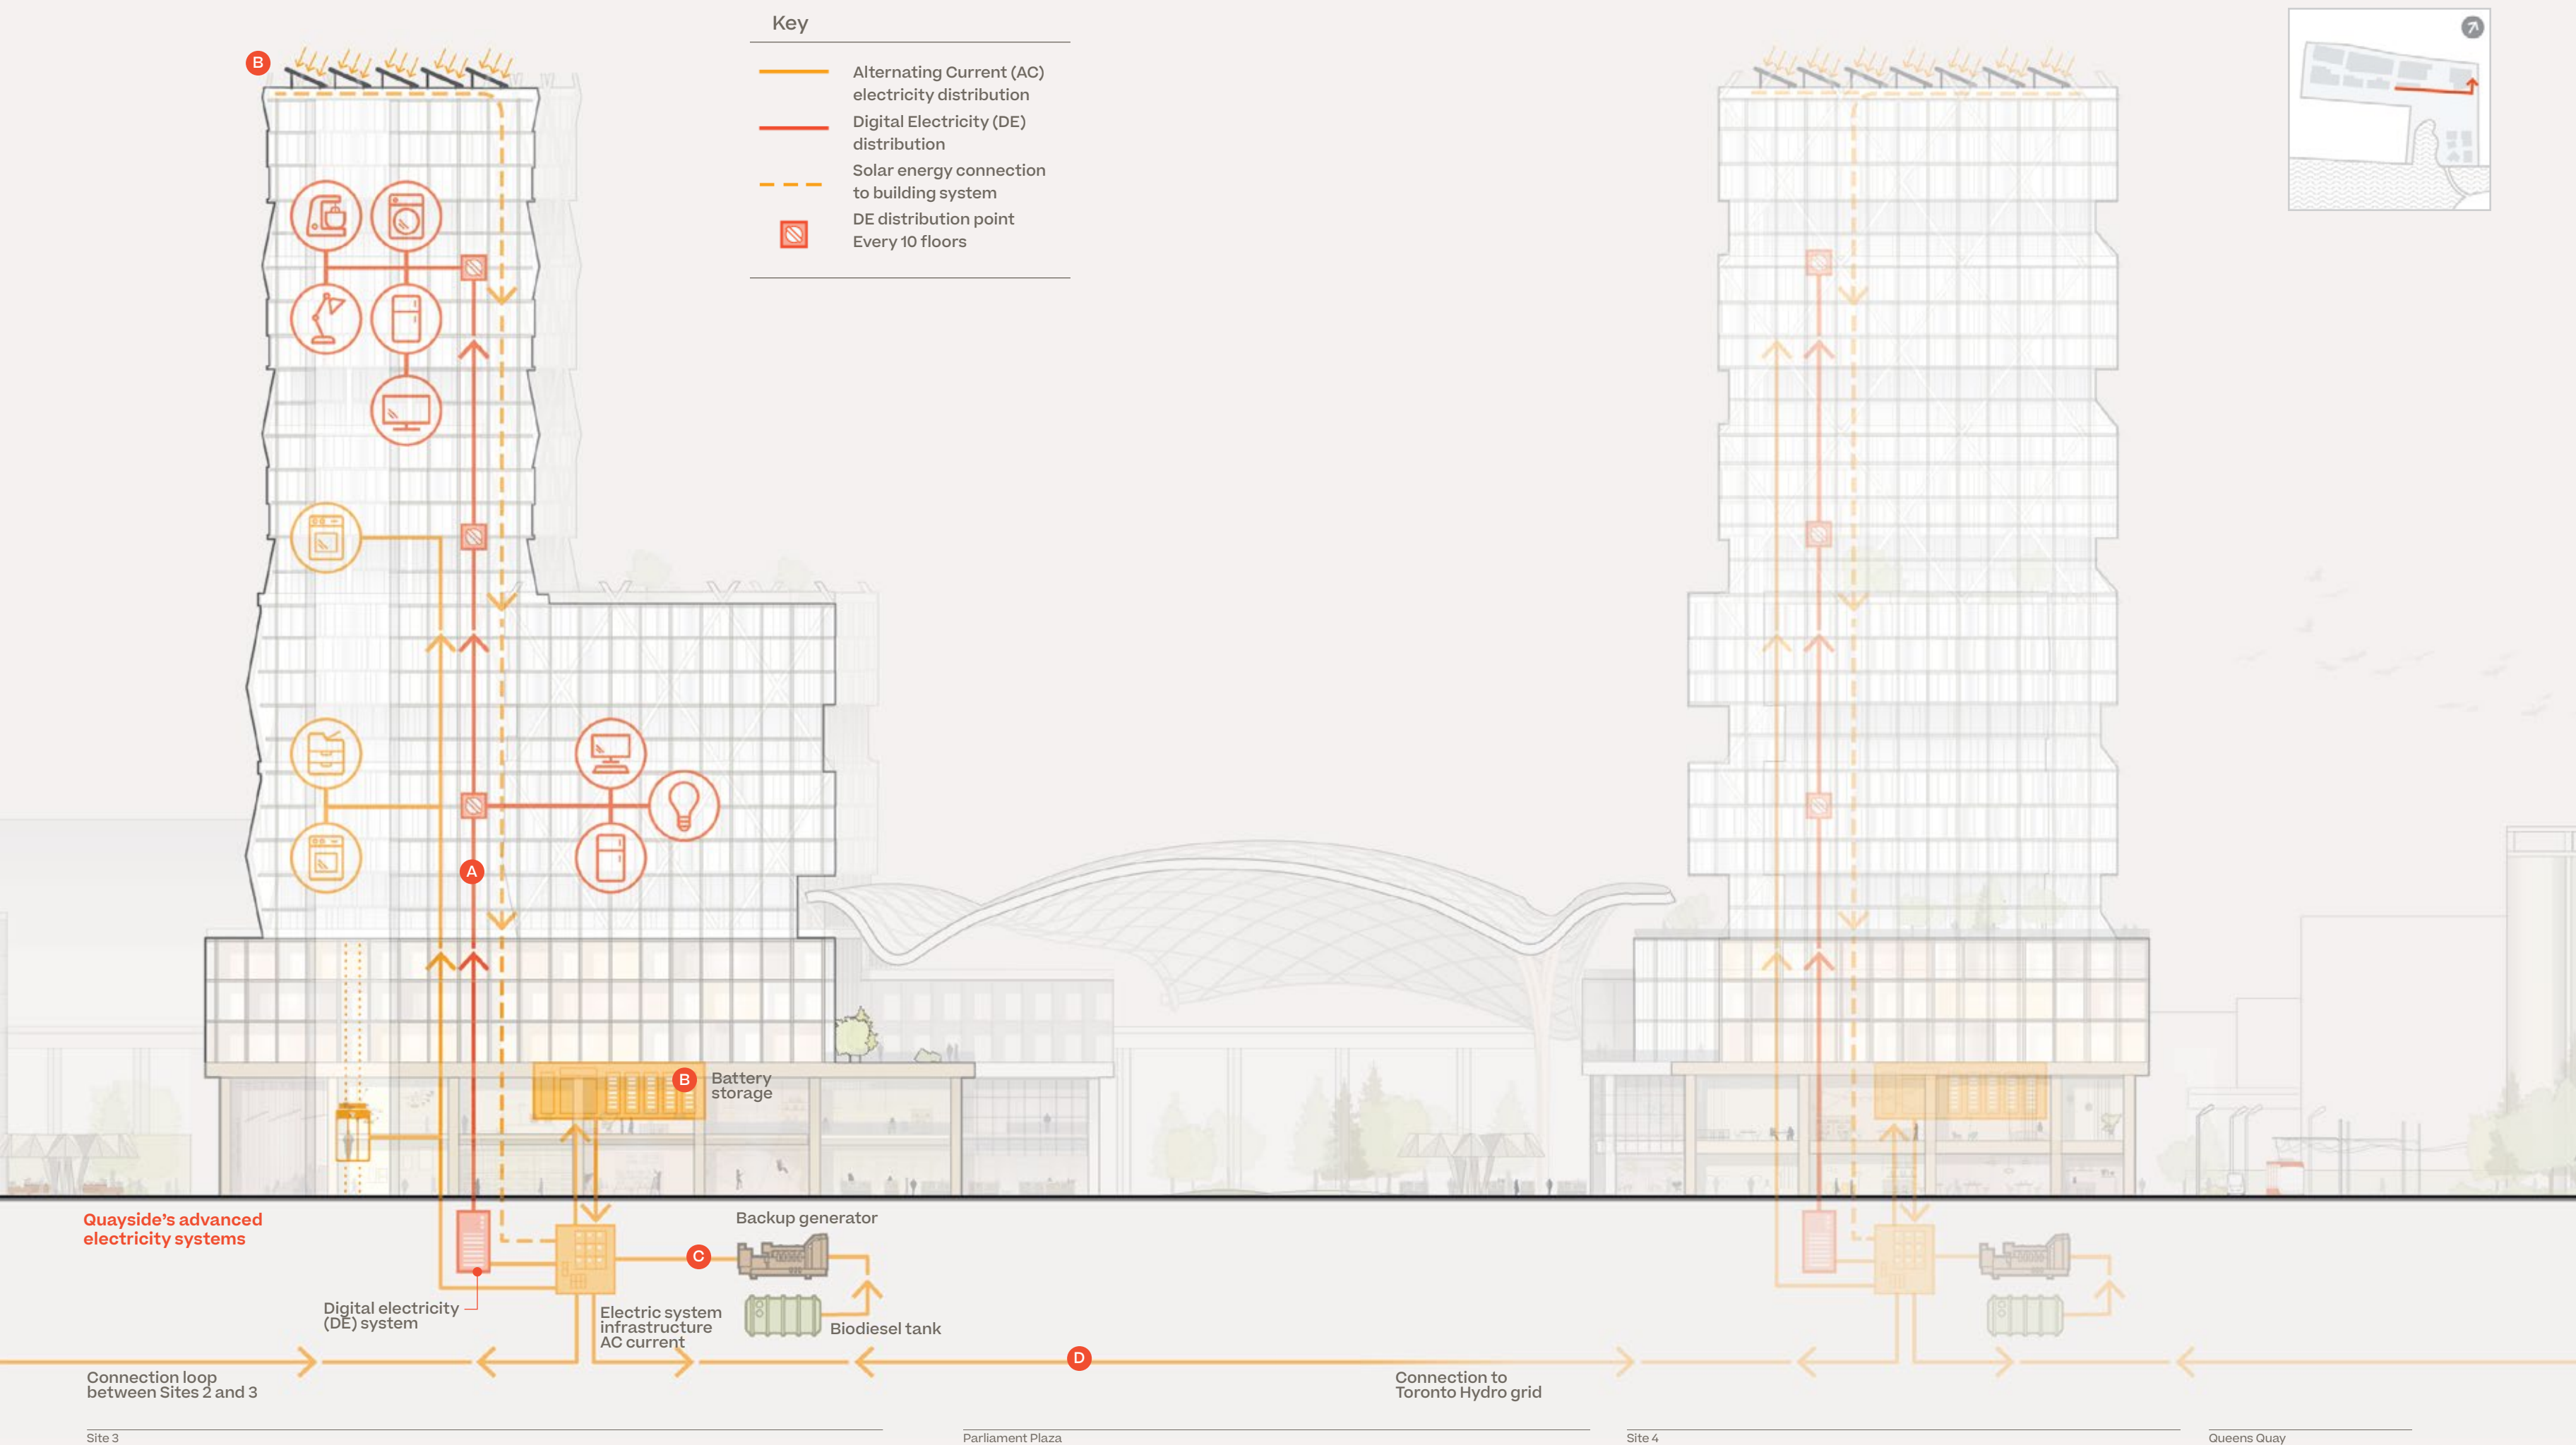 Key
Alternating Current (AC)
electricity distribution
Digital Electricity (DE)
distribution
Solar energy connection
to building system
DE distribution point
Every 10 floors
B
A
B
Battery
storage
Quayside's advanced
electricity systems
Backup generator
C
Digital electricity
(DE) system
Electric system
infrastructure
AC current
Biodiesel tank
D
Connection loop
between Sites 2 and 3
Connection to
Toronto Hydro grid
Site 3
Parliament Plaza
Site 4
Queens Quay